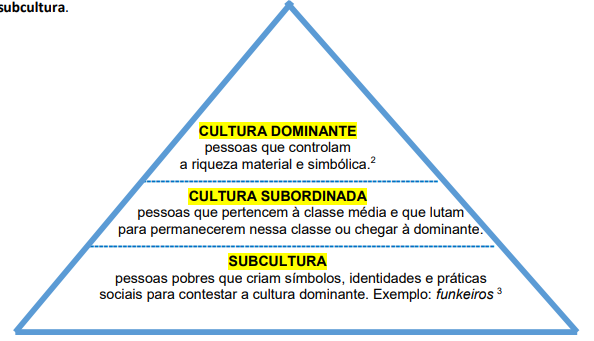 subcultura.
CULTURA DOMINANTE
pessoas que controlam
a riqueza material e simbólica.²
CULTURA SUBORDINADA
pessoas que pertencem à classe média e que lutam
para permanecerem nessa classe ou chegar à dominante.
SUBCULTURA
pessoas pobres que criam símbolos, identidades e práticas
sociais para contestar a cultura dominante. Exemplo: funkeiros ³